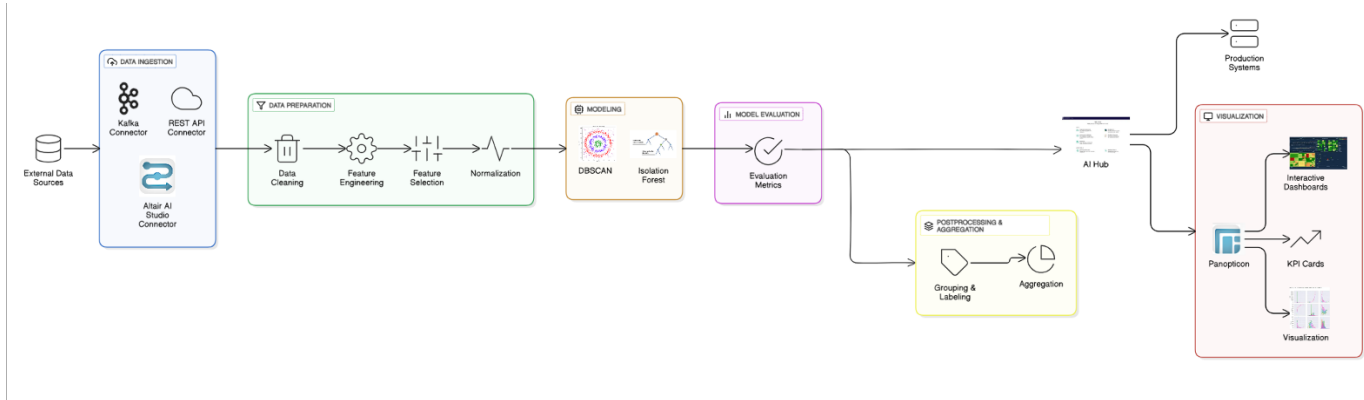 DATA INGESTION
Kafka
Connector
REST API
Connector
Altair AI
Studio
Connector
External Data
Sources
DATA PREPARATION
Data
Cleaning
Feature
Engineering
Feature
Selection
Normalization
MODELING
DBSCAN
Isolation
Forest
MODEL EVALUATION
Evaluation
Metrics
POSTPROCESSING &
AGGREGATION
Grouping &
Labeling
Aggregation
AI Hub
Production
Systems
VISUALIZATION
Panopticon
Interactive
Dashboards
KPI Cards
Visualization